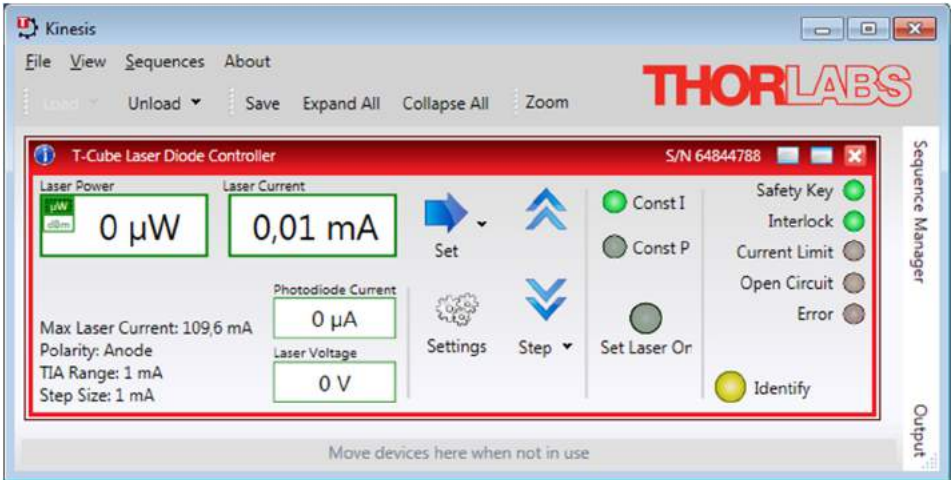 Kinesis
File View Sequences About
Load Unload Save Expand All Collapse All Zoom
THORLABS
T-Cube Laser Diode Controller S/N 64844788
Laser Power Laser Current
µW
dBm
0 µW 0,01 mA
Set
Const I
Const P
Safety Key
Interlock
Current Limit
Open Circuit
Error
Photodiode Current
0 µA
Laser Voltage
0 V
Max Laser Current: 109,6 mA
Polarity: Anode
TIA Range: 1 mA
Step Size: 1 mA
Settings Step Set Laser On
Identify
Move devices here when not in use
Sequence Manager
Output